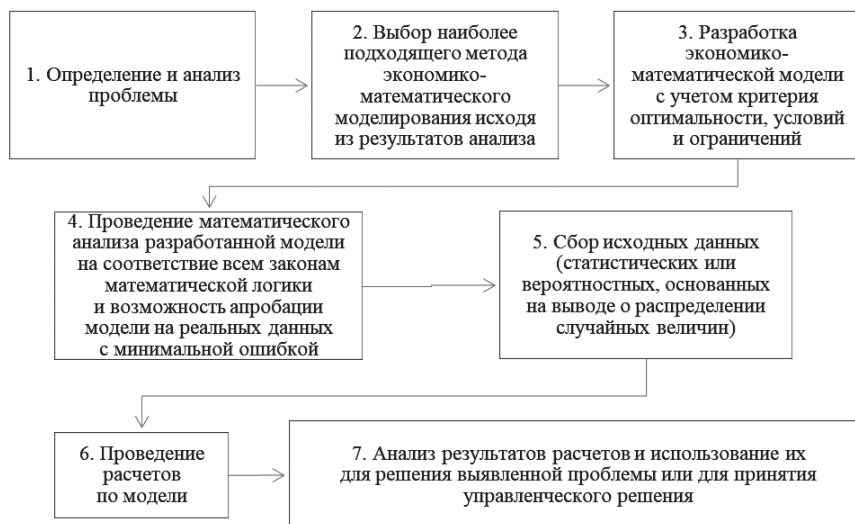 1. Определение и анализ
проблемы
2. Выбор наиболее
подходящего метода
экономико-
математического
моделирования исходя
из результатов анализа
3. Разработка
экономико-
математической модели
с учетом критерия
оптимальности, условий
и ограничений
4. Проведение математического
анализа разработанной модели
на соответствие всем законам
математической логики
и возможность апробации
модели на реальных данных
с минимальной ошибкой
5. Сбор исходных данных
(статистических или
вероятностных, основанных
на выводе о распределении
случайных величин)
6. Проведение
расчетов
по модели
7. Анализ результатов расчетов и использование их
для решения выявленной проблемы или для принятия
управленческого решения